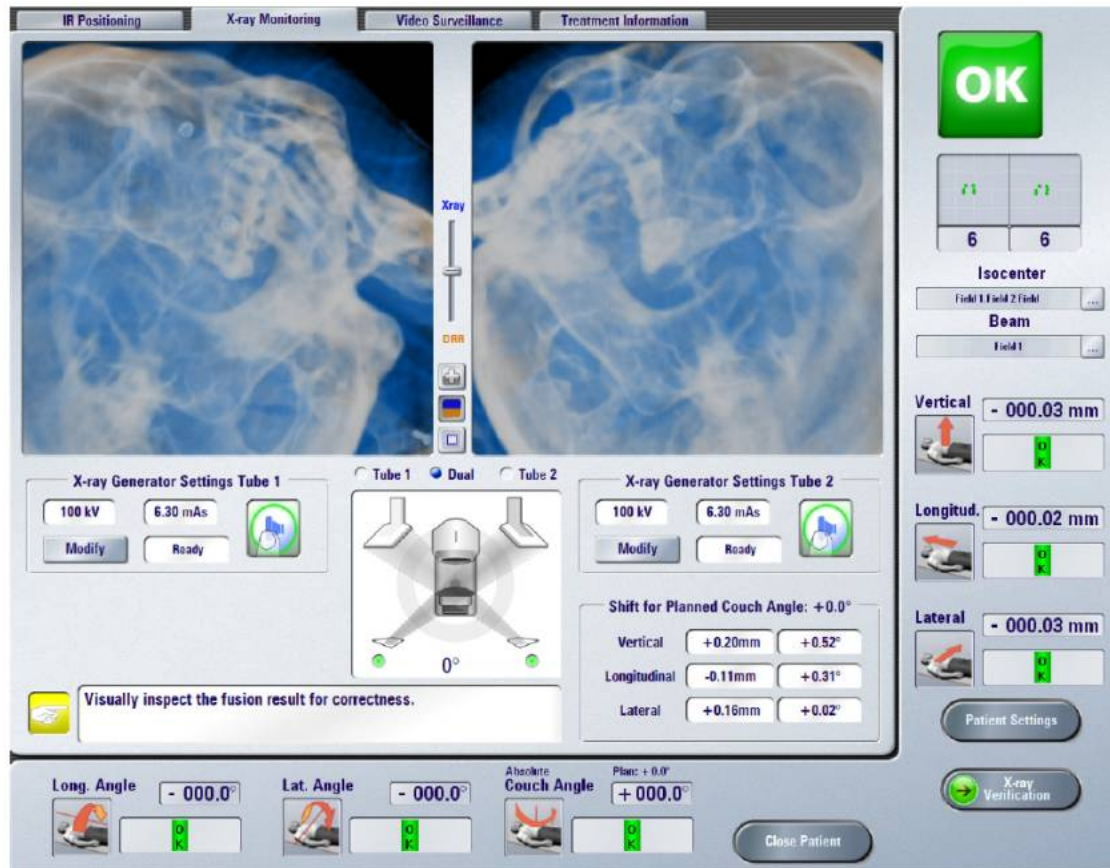 IR Positioning
X-ray Monitoring
Video Surveillance
Treatment Information
Xray
DRR
Tube 1
Dual
Tube 2
X-ray Generator Settings Tube 1
100 kV
6.30 mAs
Modify
Ready
0°
X-ray Generator Settings Tube 2
100 kV
6.30 mAs
Modify
Ready
Shift for Planned Couch Angle: +0.0°
Vertical +0.20mm +0.52°
Longitudinal -0.11mm +0.31°
Lateral +0.16mm +0.02°
Visually inspect the fusion result for correctness.
OK
6 6
Isocenter
Field 1 Field 2 Field
...
Beam
Field 1
...
Vertical - 000.03 mm
OK
Longitud. - 000.02 mm
OK
Lateral - 000.03 mm
OK
Patient Settings
X-ray
Verification
Long. Angle - 000.0°
OK
Lat. Angle - 000.0°
OK
Absolute Plan: + 0.0°
Couch Angle +000.0°
OK
Close Patient